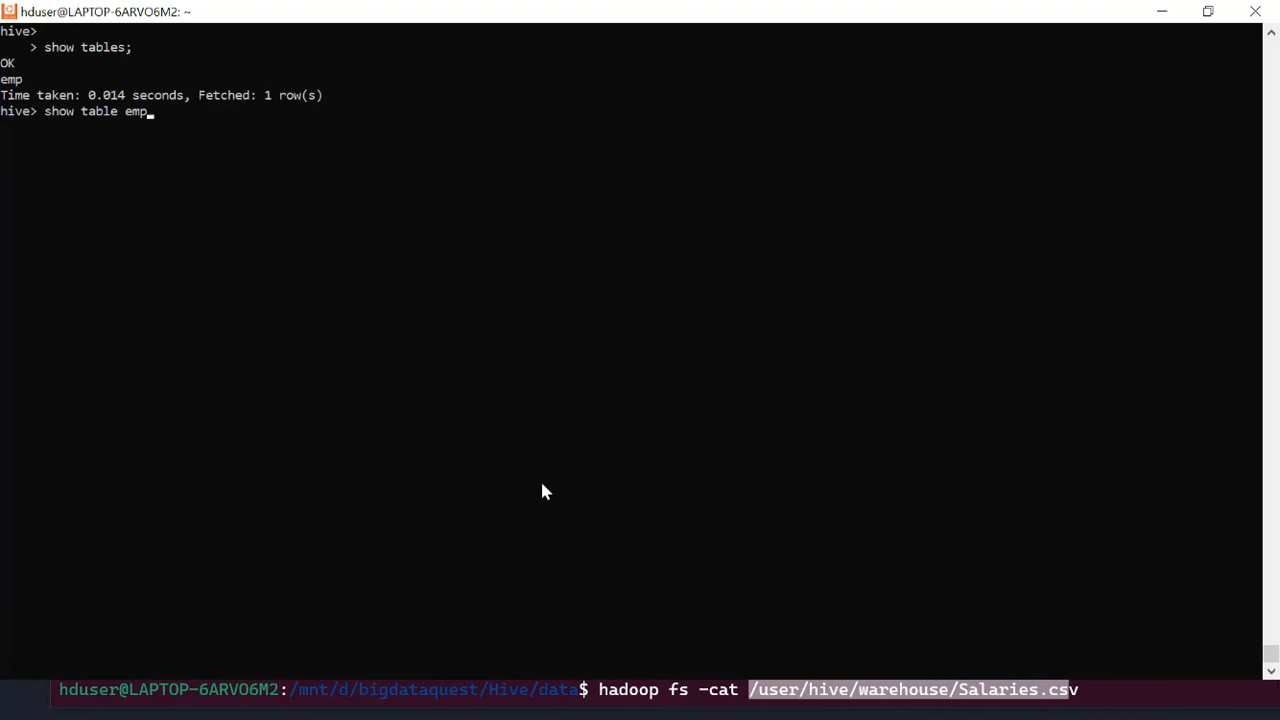 hduser@LAPTOP-6ARVO6M2: ~
hive>
    > show tables;
OK
emp
Time taken: 0.014 seconds, Fetched: 1 row(s)
hive> show table emp
hduser@LAPTOP-6ARVO6M2:/mnt/d/bigdataquest/Hive/data$ hadoop fs -cat /user/hive/warehouse/Salaries.csv